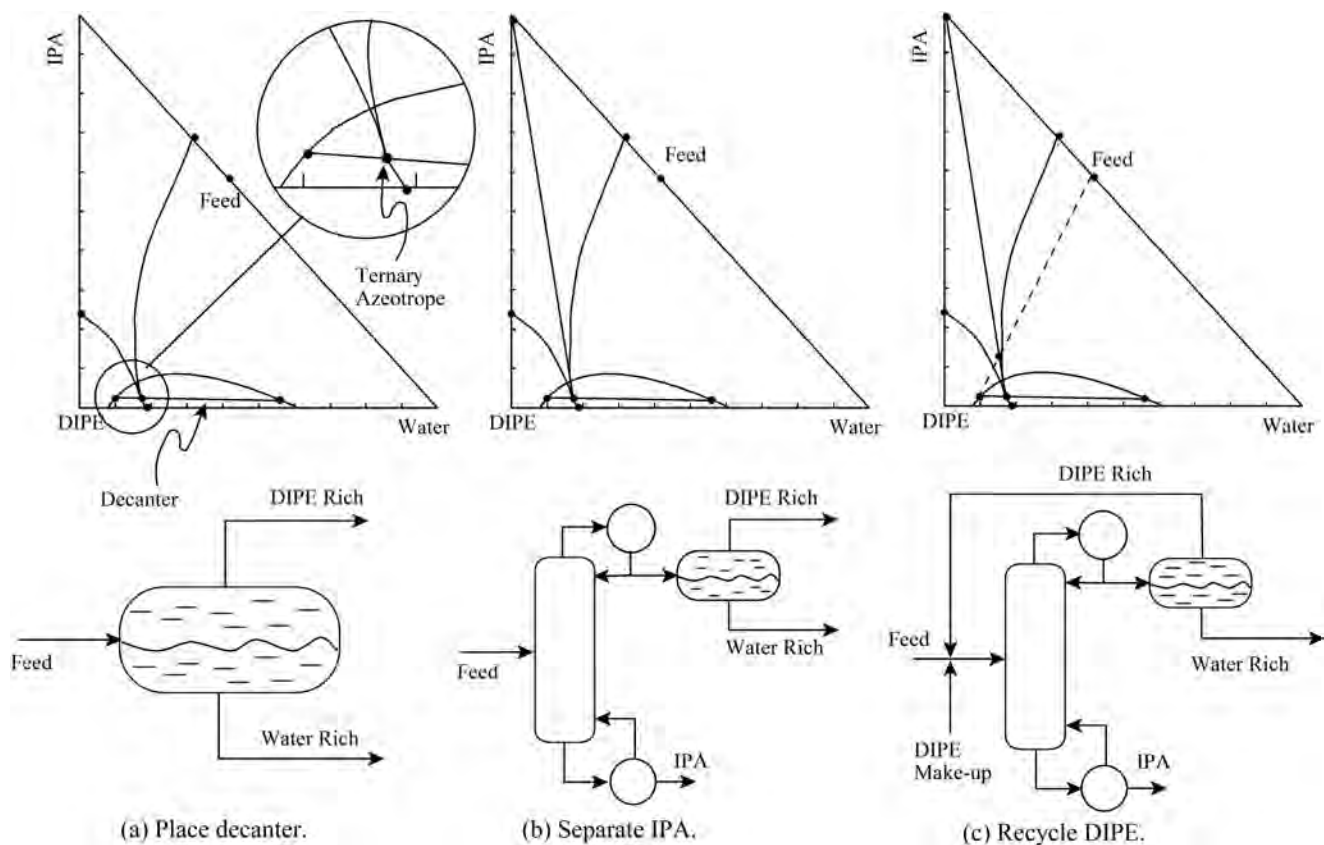 IPA
Feed
Ternary
Azeotrope
DIPE
Water
Decanter
IPA
Feed
DIPE
Water
IPA
Feed
DIPE
Water
DIPE Rich
Feed
Water Rich
(a) Place decanter.
DIPE Rich
Feed
Water Rich
IPA
(b) Separate IPA.
DIPE Rich
Feed
Water Rich
DIPE
Make-up
IPA
(c) Recycle DIPE.